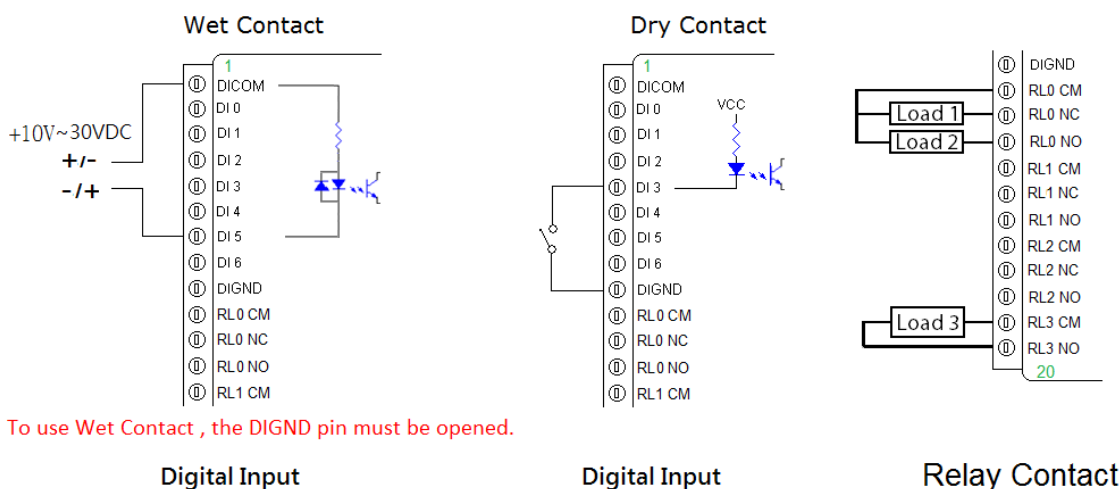 Wet Contact
1
DICOM
DI 0
DI 1
+10V~30VDC
DI 2
+/-
DI 3
-/+
DI 4
DI 5
DI 6
DIGND
RL0 CM
RL0 NC
RL0 NO
RL1 CM
To use Wet Contact , the DIGND pin must be opened.
Digital Input
Dry Contact
1
DICOM
DI 0
VCC
DI 1
DI 2
DI 3
DI 4
DI 5
DI 6
DIGND
RL0 CM
RL0 NC
RL0 NO
RL1 CM
Digital Input
DIGND
RL0 CM
Load 1 RL0 NC
Load 2 RL0 NO
RL1 CM
RL1 NC
RL1 NO
RL2 CM
RL2 NC
RL2 NO
Load 3 RL3 CM
RL3 NO
20
Relay Contact